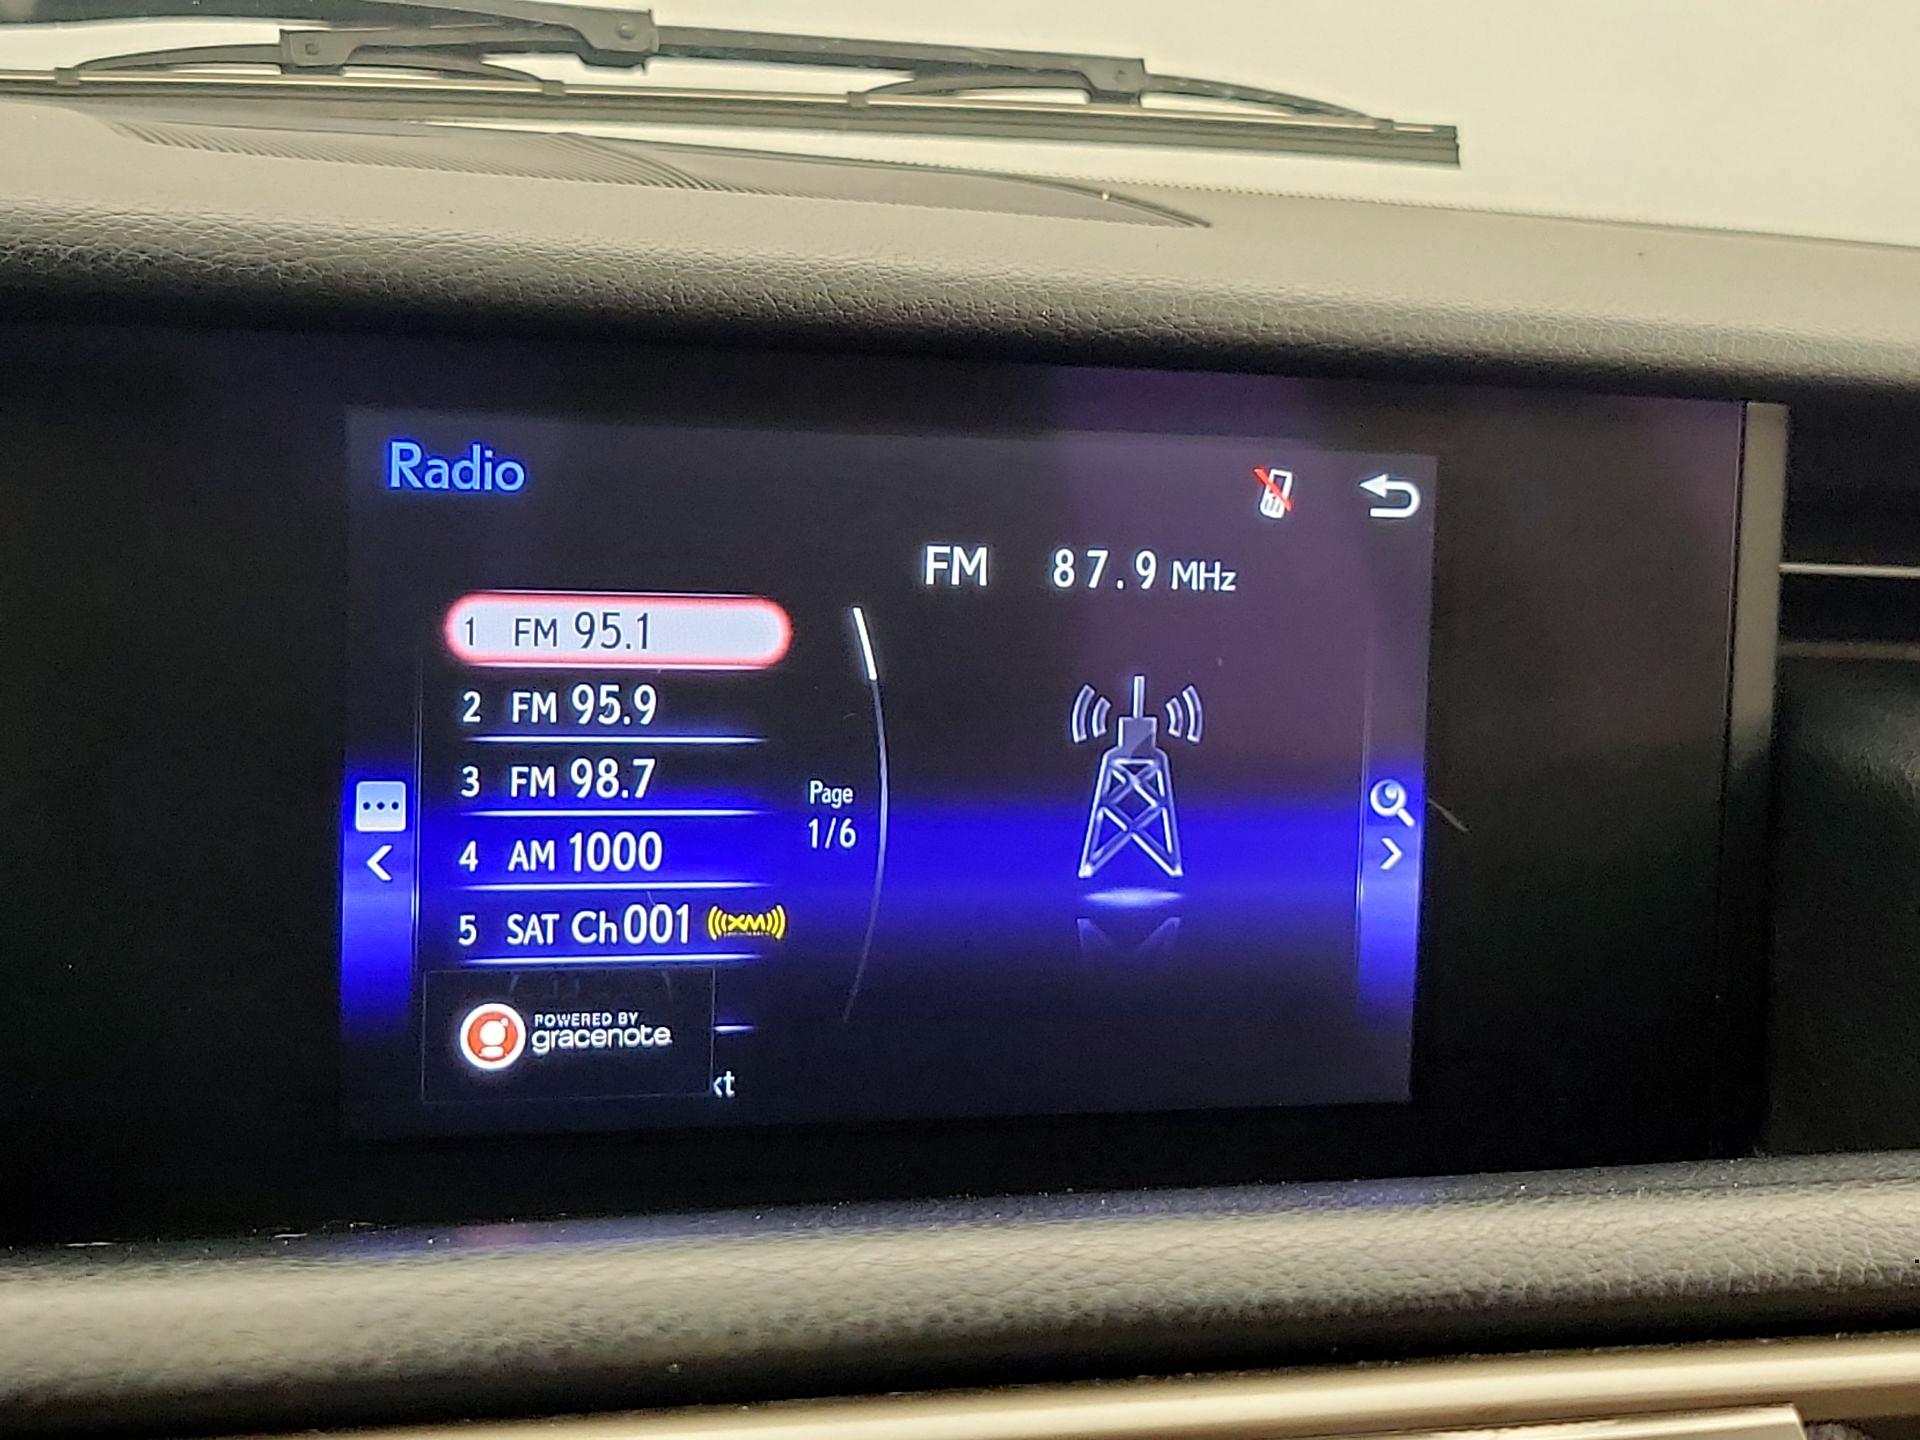 Radio
FM 87.9 MHz
1 FM 95.1
2 FM 95.9
3 FM 98.7
4 AM 1000
5 SAT Ch001 XM
Page
1/6
POWERED BY
gracenote
xt